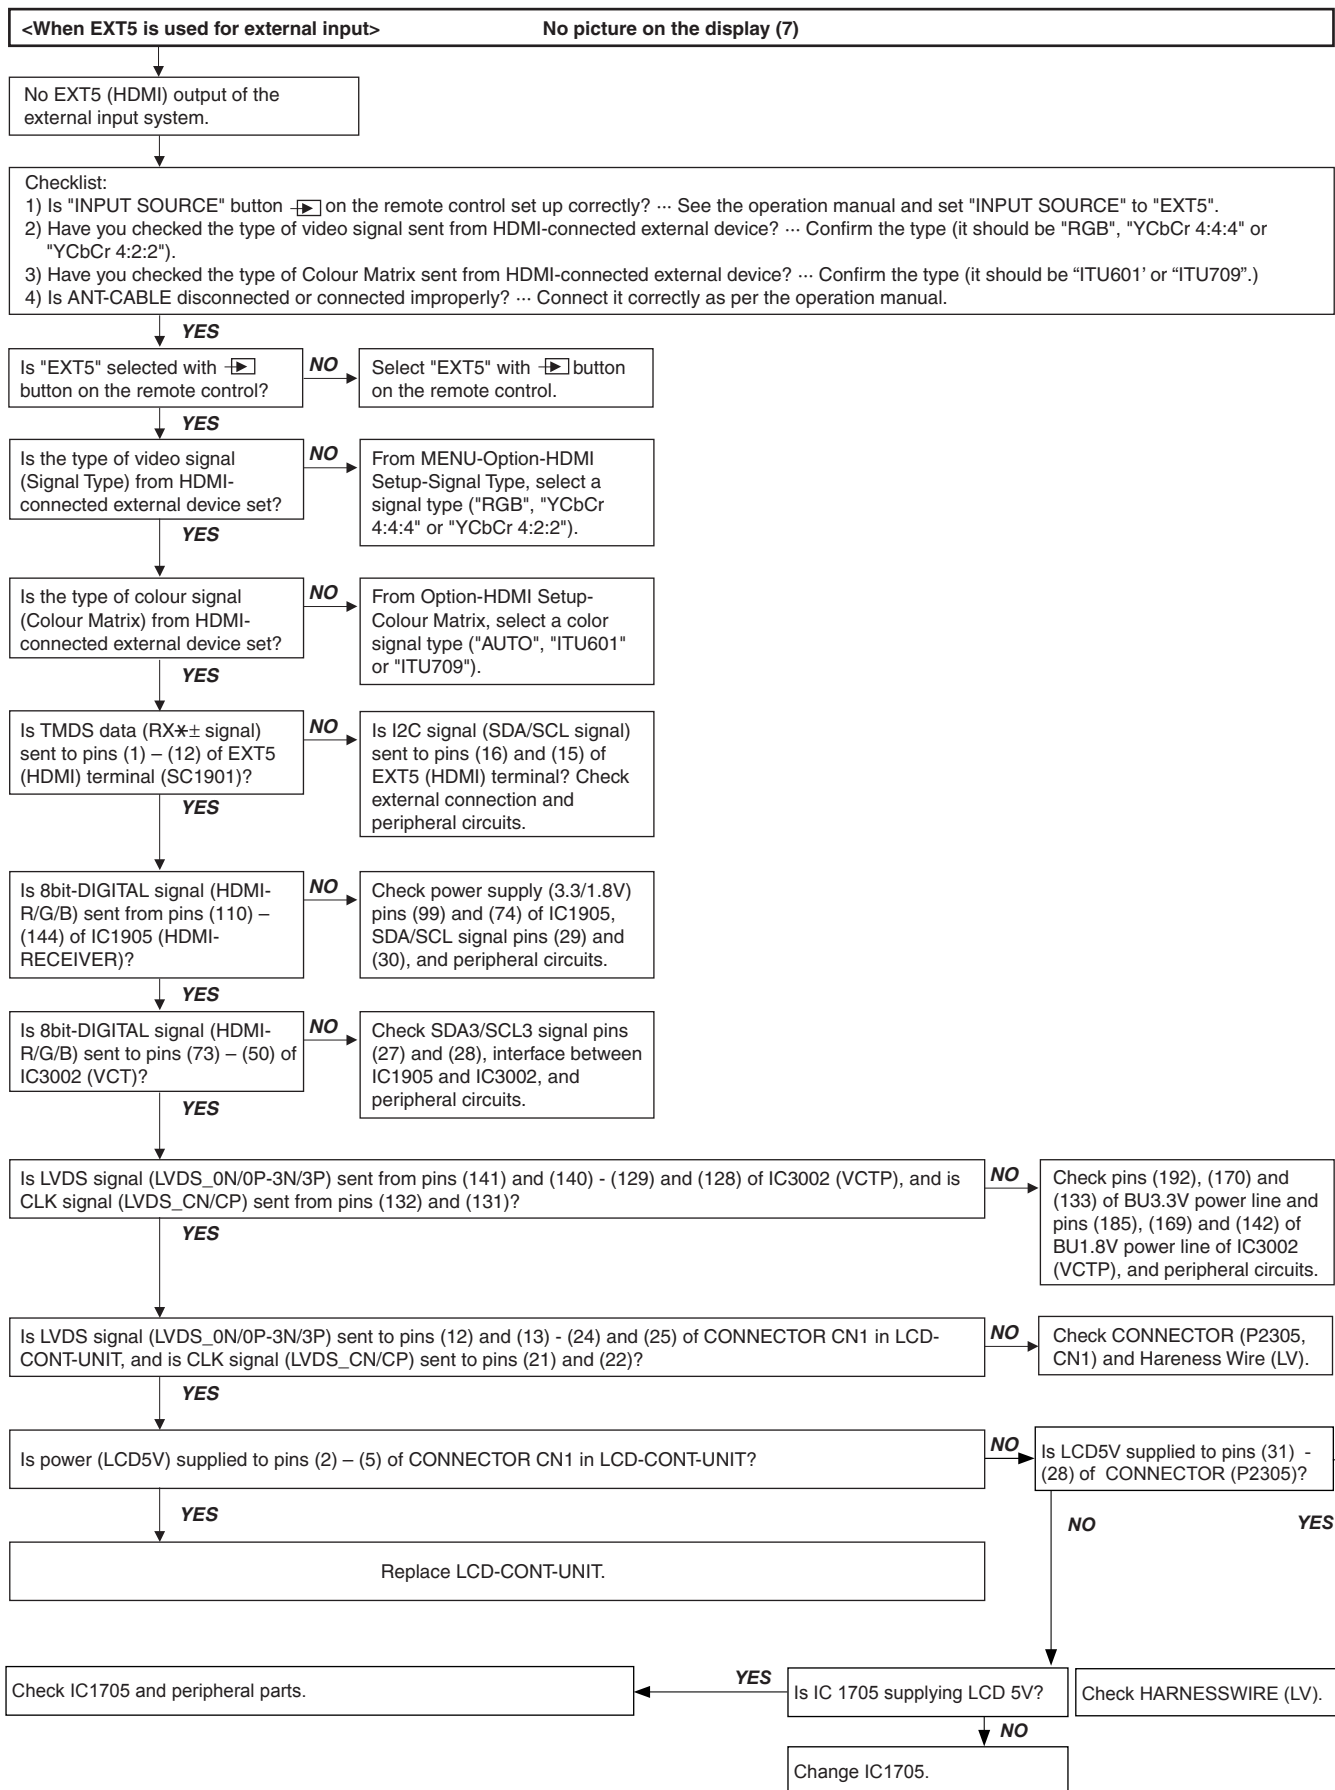 <When EXT5 is used for external input> No picture on the display (7)
No EXT5 (HDMI) output of the
external input system.
Checklist:
1) Is "INPUT SOURCE" button on the remote control set up correctly? ··· See the operation manual and set "INPUT SOURCE" to "EXT5".
2) Have you checked the type of video signal sent from HDMI-connected external device? ··· Confirm the type (it should be "RGB", "YCbCr 4:4:4" or
"YCbCr 4:2:2").
3) Have you checked the type of Colour Matrix sent from HDMI-connected external device? ··· Confirm the type (it should be “ITU601’ or “ITU709”.)
4) Is ANT-CABLE disconnected or connected improperly? ··· Connect it correctly as per the operation manual.
YES
Is "EXT5" selected with
button on the remote control?
NO
Select "EXT5" with button
on the remote control.
YES
Is the type of video signal
(Signal Type) from HDMI-
connected external device set?
NO
From MENU-Option-HDMI
Setup-Signal Type, select a
signal type ("RGB", "YCbCr
4:4:4" or "YCbCr 4:2:2").
YES
Is the type of colour signal
(Colour Matrix) from HDMI-
connected external device set?
NO
From Option-HDMI Setup-
Colour Matrix, select a color
signal type ("AUTO", "ITU601"
or "ITU709").
YES
Is TMDS data (RX✳± signal)
sent to pins (1) – (12) of EXT5
(HDMI) terminal (SC1901)?
NO
Is I2C signal (SDA/SCL signal)
sent to pins (16) and (15) of
EXT5 (HDMI) terminal? Check
external connection and
peripheral circuits.
YES
Is 8bit-DIGITAL signal (HDMI-
R/G/B) sent from pins (110) –
(144) of IC1905 (HDMI-
RECEIVER)?
NO
Check power supply (3.3/1.8V)
pins (99) and (74) of IC1905,
SDA/SCL signal pins (29) and
(30), and peripheral circuits.
YES
Is 8bit-DIGITAL signal (HDMI-
R/G/B) sent to pins (73) – (50) of
IC3002 (VCT)?
NO
Check SDA3/SCL3 signal pins
(27) and (28), interface between
IC1905 and IC3002, and
peripheral circuits.
YES
Is LVDS signal (LVDS_0N/0P-3N/3P) sent from pins (141) and (140) - (129) and (128) of IC3002 (VCTP), and is
CLK signal (LVDS_CN/CP) sent from pins (132) and (131)?
NO
Check pins (192), (170) and
(133) of BU3.3V power line and
pins (185), (169) and (142) of
BU1.8V power line of IC3002
(VCTP), and peripheral circuits.
YES
Is LVDS signal (LVDS_0N/0P-3N/3P) sent to pins (12) and (13) - (24) and (25) of CONNECTOR CN1 in LCD-
CONT-UNIT, and is CLK signal (LVDS_CN/CP) sent to pins (21) and (22)?
NO
Check CONNECTOR (P2305,
CN1) and Hareness Wire (LV).
YES
Is power (LCD5V) supplied to pins (2) – (5) of CONNECTOR CN1 in LCD-CONT-UNIT?
NO
Is LCD5V supplied to pins (31) -
(28) of CONNECTOR (P2305)?
YES
NO
YES
Replace LCD-CONT-UNIT.
Check IC1705 and peripheral parts.
YES
Is IC 1705 supplying LCD 5V?
Check HARNESSWIRE (LV).
NO
Change IC1705.